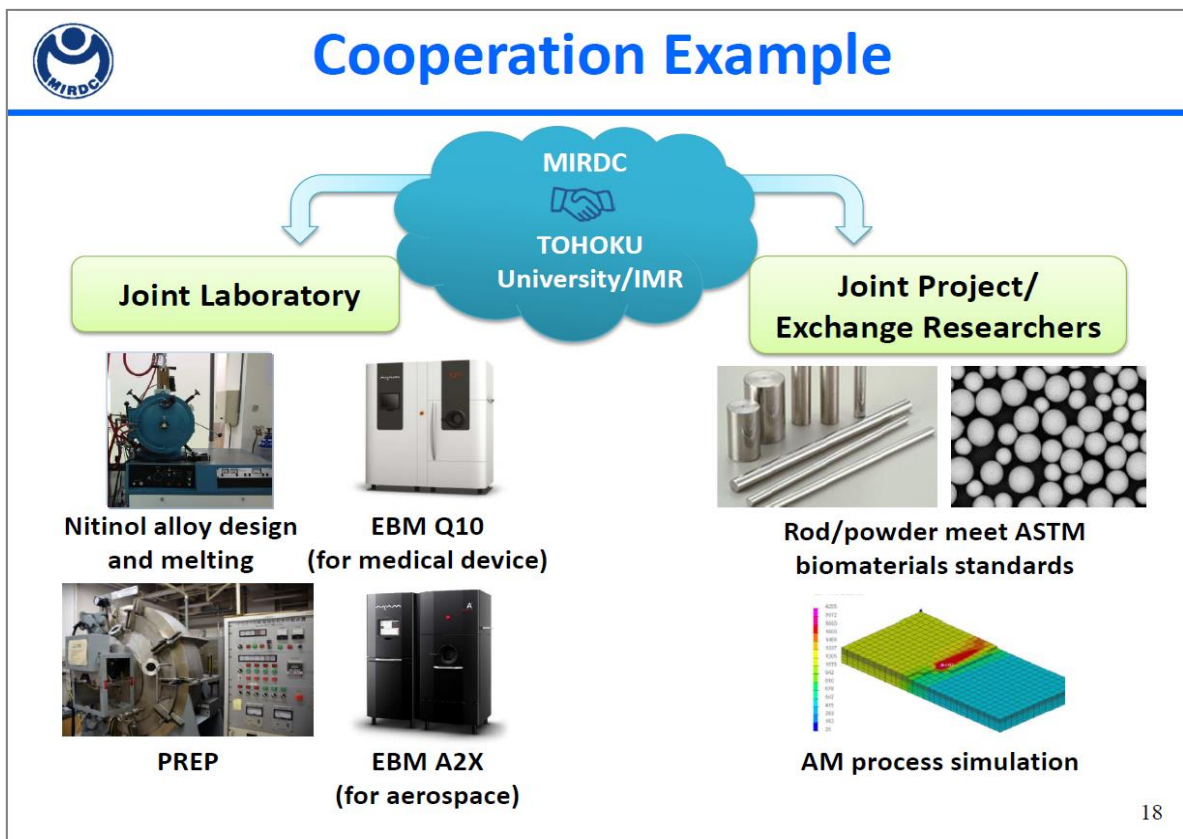 MIRDC
Cooperation Example
MIRDC
TOHOKU
University/IMR
Joint Laboratory
Nitinol alloy design
and melting
EBM Q10
(for medical device)
PREP
EBM A2X
(for aerospace)
Joint Project/
Exchange Researchers
Rod/powder meet ASTM
biomaterials standards
AM process simulation
18